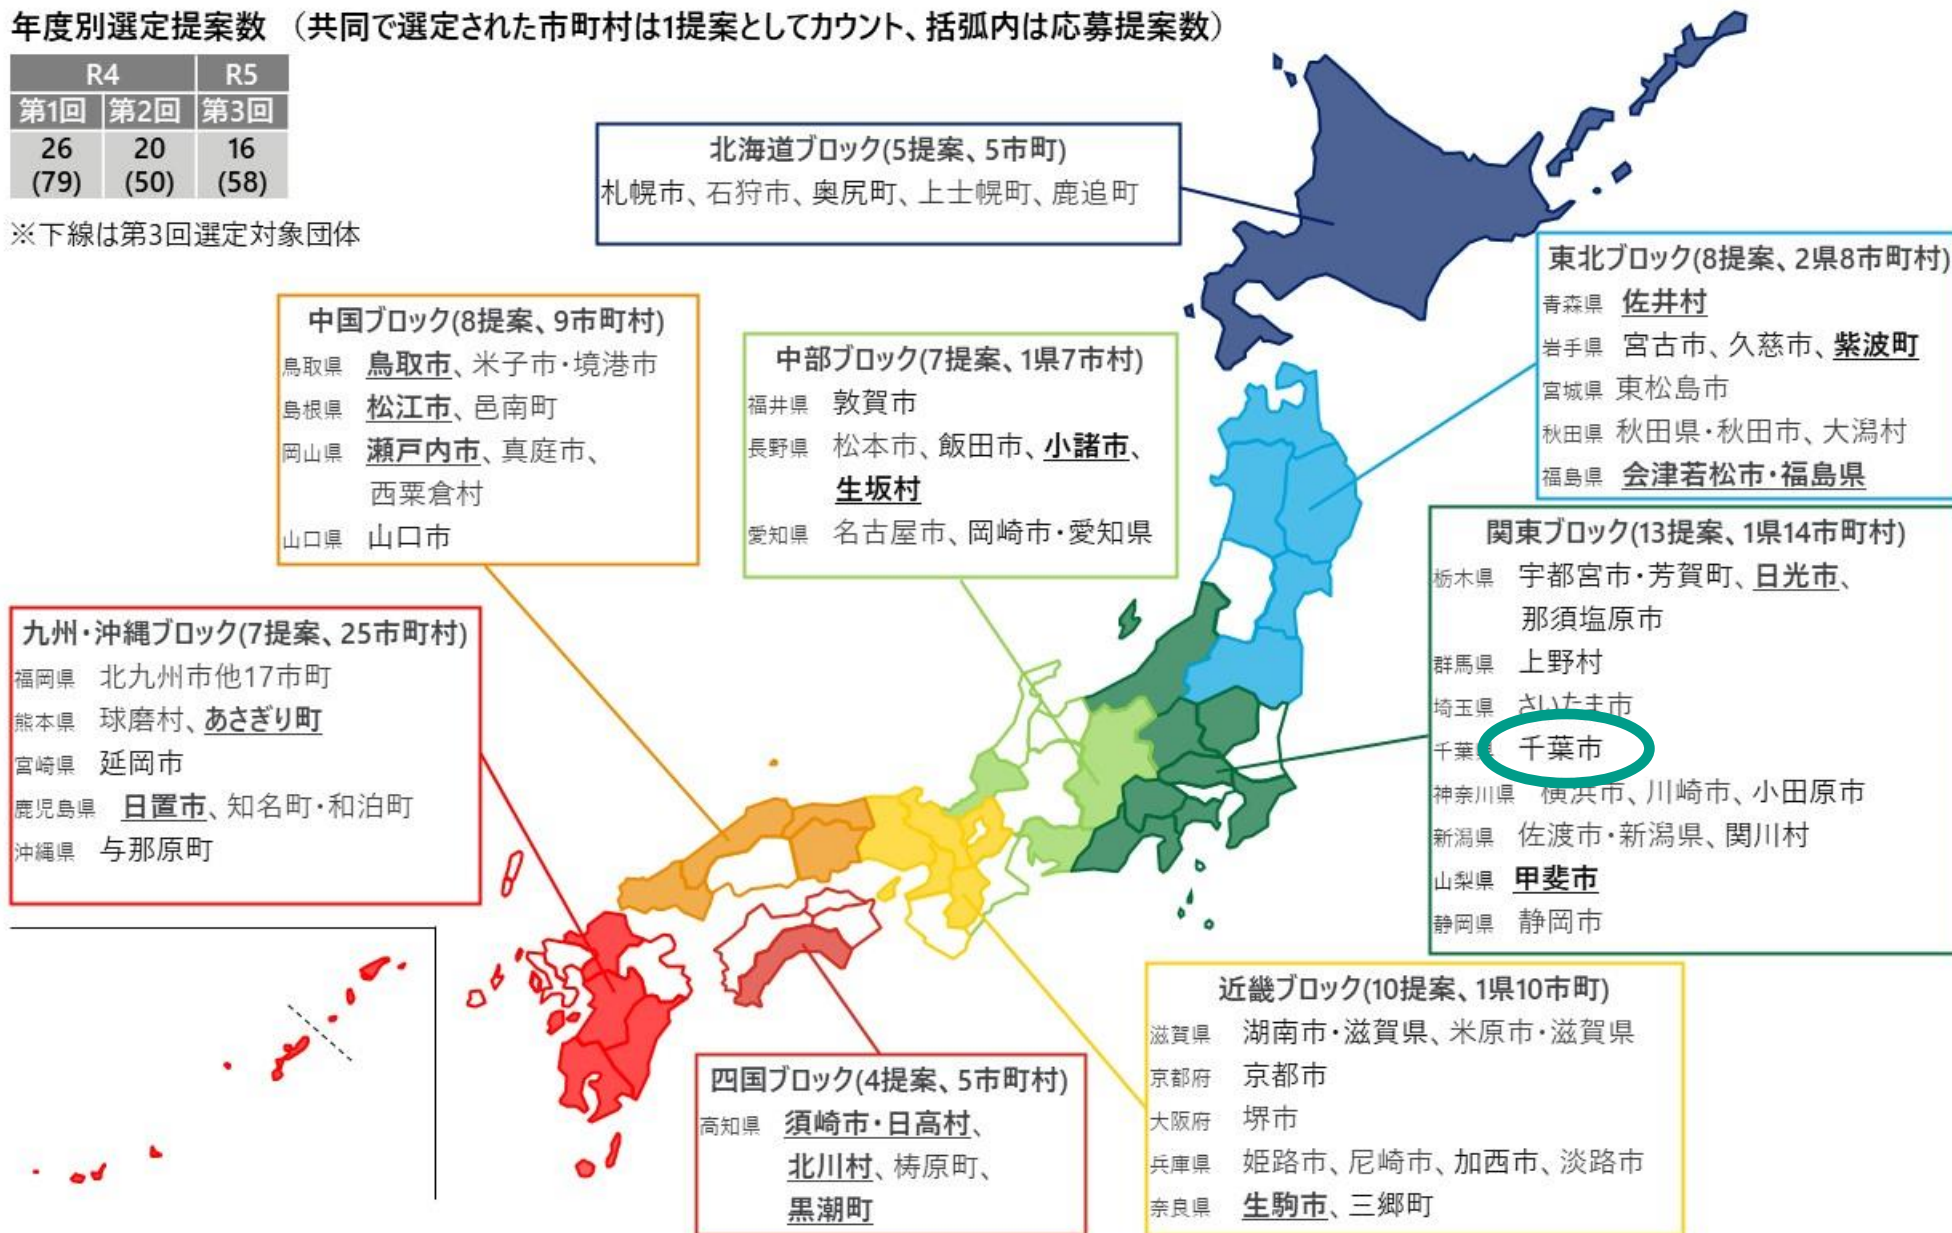 年度別選定提案数 (共同で選定された市町村は1提案としてカウント、括弧内は応募提案数)
R4 R5
第1回 第2回 第3回
26 20 16
(79) (50) (58)
※下線は第3回選定対象団体
北海道ブロック(5提案、5市町)
札幌市、石狩市、奥尻町、上士幌町、鹿追町
東北ブロック(8提案、2県8市町村)
青森県 佐井村
岩手県 宮古市、久慈市、紫波町
宮城県 東松島市
秋田県 秋田県・秋田市、大潟村
福島県 会津若松市・福島県
中国ブロック(8提案、9市町村)
鳥取県 鳥取市、米子市・境港市
島根県 松江市、邑南町
岡山県 瀬戸内市、真庭市、
西粟倉村
山口県 山口市
中部ブロック(7提案、1県7市村)
福井県 敦賀市
長野県 松本市、飯田市、小諸市、
生坂村
愛知県 名古屋市、岡崎市・愛知県
関東ブロック(13提案、1県14市町村)
栃木県 宇都宮市・芳賀町、日光市、
那須塩原市
群馬県 上野村
埼玉県 さいたま市
千葉県 千葉市
神奈川県 横浜市、川崎市、小田原市
新潟県 佐渡市・新潟県、関川村
山梨県 甲斐市
静岡県 静岡市
九州・沖縄ブロック(7提案、25市町村)
福岡県 北九州市他17市町
熊本県 球磨村、あさぎり町
宮崎県 延岡市
鹿児島県 日置市、知名町・和泊町
沖縄県 与那原町
近畿ブロック(10提案、1県10市町)
滋賀県 湖南市・滋賀県、米原市・滋賀県
京都府 京都市
大阪府 堺市
兵庫県 姫路市、尼崎市、加西市、淡路市
奈良県 生駒市、三郷町
四国ブロック(4提案、5市町村)
高知県 須崎市・日高村、
北川村、梼原町、
黒潮町